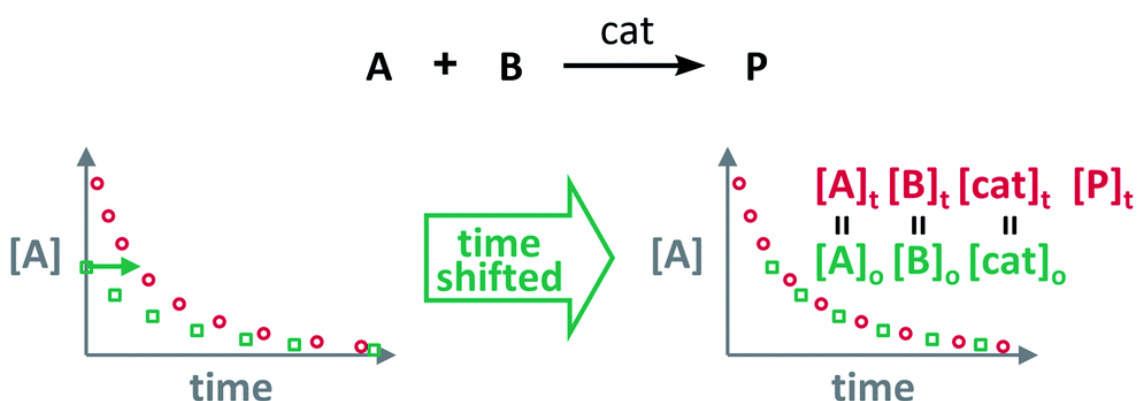 cat
A + B P
[A]
time
time
shifted
[A]
[A]t [B]t [cat]t [P]t
[A]o [B]o [cat]o
time